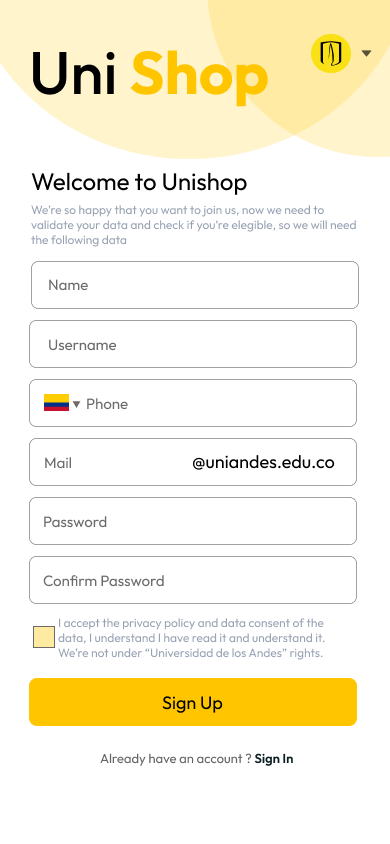 Uni Shop
Welcome to Unishop
We're so happy that you want to join us, now we need to
validate your data and check if you're elegible, so we will need
the following data
Name
Username
Phone
Mail @uniandes.edu.co
Password
Confirm Password
I accept the privacy policy and data consent of the
data, I understand I have read it and understand it.
We're not under “Universidad de los Andes” rights.
Sign Up
Already have an account ? Sign In